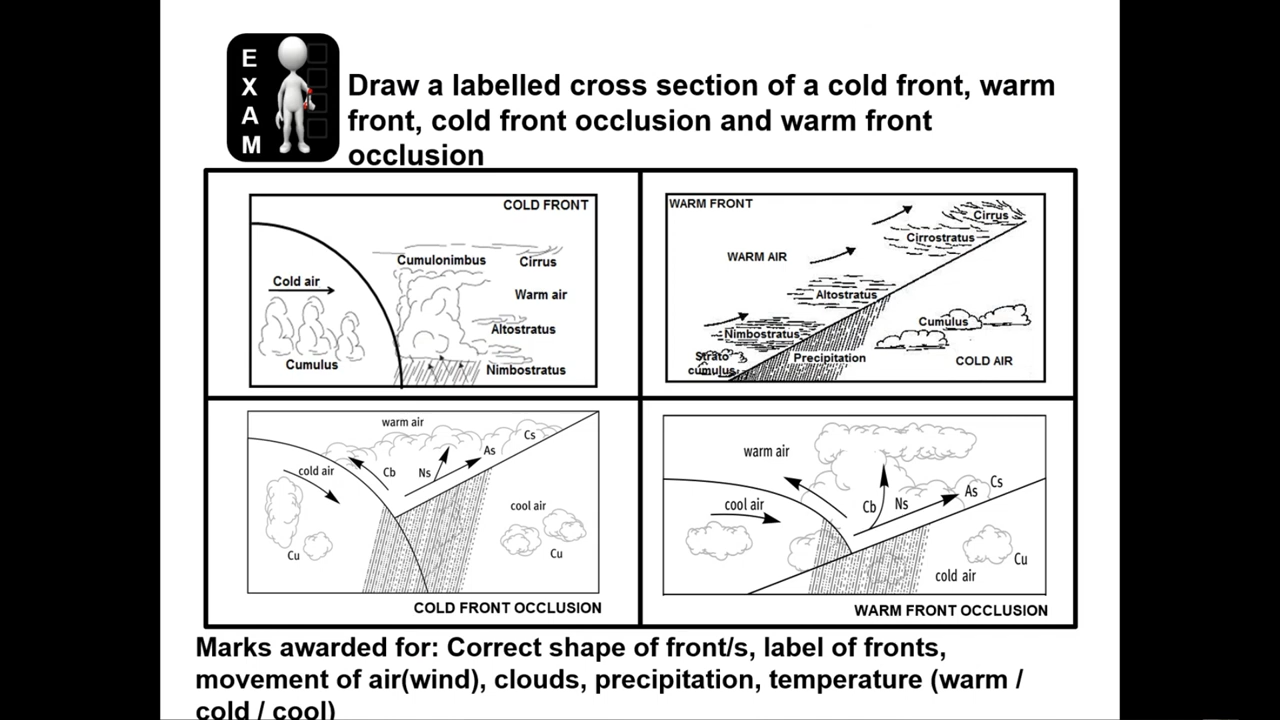 E
X
A
M
Draw a labelled cross section of a cold front, warm
front, cold front occlusion and warm front
occlusion
COLD FRONT
Cumulonimbus
Cirrus
Cold air
Warm air
Altostratus
Cumulus
Nimbostratus
WARM FRONT
Cirrus
Cirrostratus
WARM AIR
Altostratus
Cumulus
Nimbostratus
Strato
cumulus
Precipitation
COLD AIR
warm air
Cs
As
cold air
Cb
Ns
cool air
Cu
Cu
COLD FRONT OCCLUSION
warm air
Cs
As
cool air
Cb
Ns
Cu
cold air
WARM FRONT OCCLUSION
Marks awarded for: Correct shape of front/s, label of fronts,
movement of air(wind), clouds, precipitation, temperature (warm /
cold / cool)